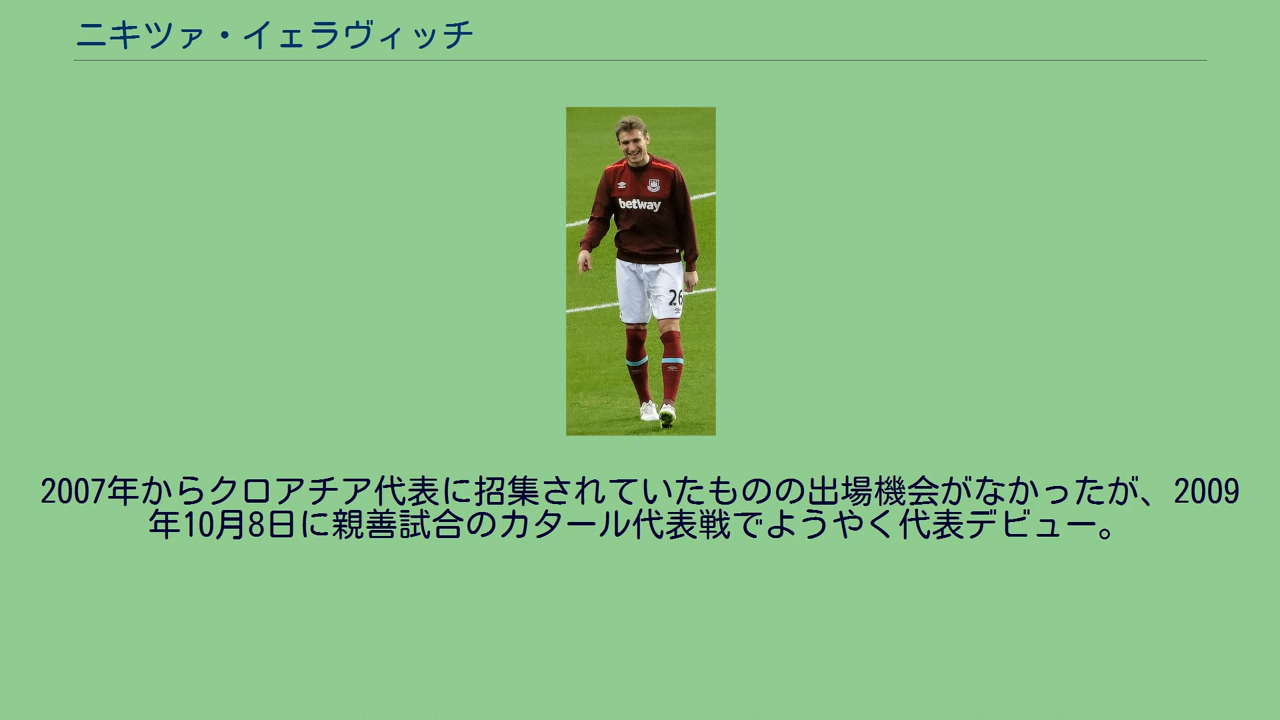 ニキツァ・イェラヴィッチ
betway
26
2007年からクロアチア代表に招集されていたものの出場機会がなかったが、2009
年10月8日に親善試合のカタール代表戦でようやく代表デビュー。